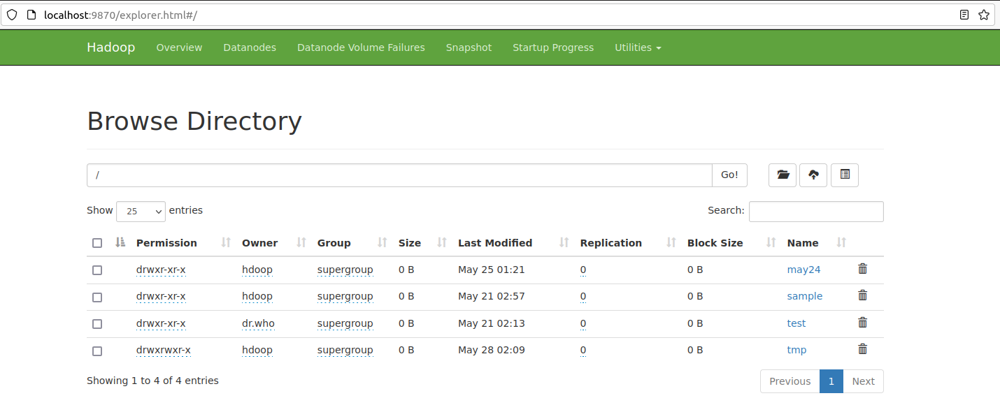 localhost:9870/explorer.html#/
Hadoop Overview Datanodes Datanode Volume Failures Snapshot Startup Progress Utilities
Browse Directory
/ Go!
Show 25 entries Search:
Permission Owner Group Size Last Modified Replication Block Size Name
drwxr-xr-x hdoop supergroup 0 B May 25 01:21 0 0 B may24
drwxr-xr-x hdoop supergroup 0 B May 21 02:57 0 0 B sample
drwxr-xr-x dr.who supergroup 0 B May 21 02:13 0 0 B test
drwxrwxr-x hdoop supergroup 0 B May 28 02:09 0 0 B tmp
Showing 1 to 4 of 4 entries Previous 1 Next